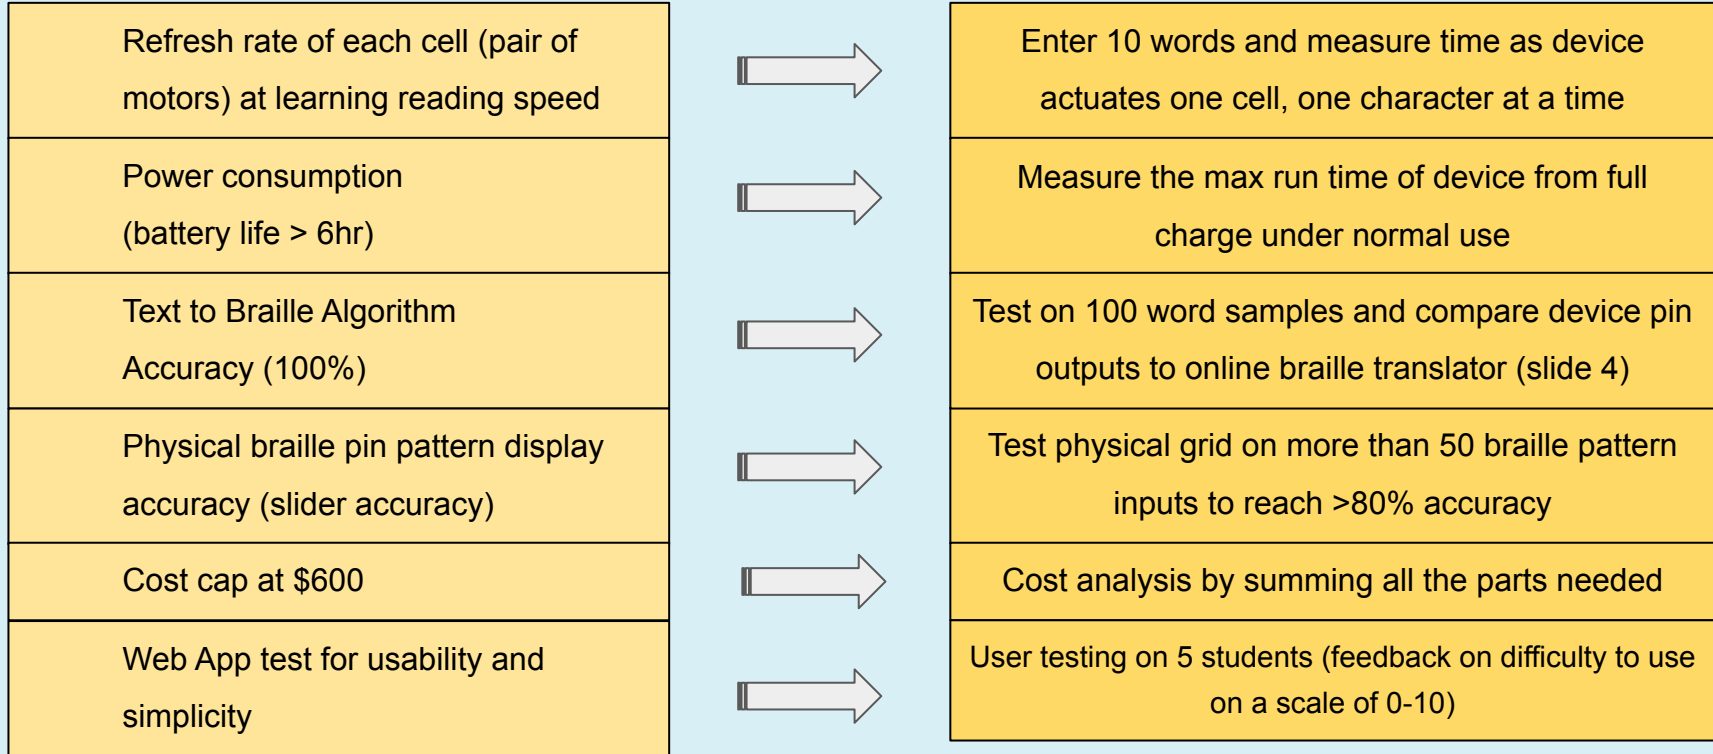 Refresh rate of each cell (pair of
motors) at learning reading speed
Enter 10 words and measure time as device
actuates one cell, one character at a time
Power consumption
(battery life > 6hr)
Measure the max run time of device from full
charge under normal use
Text to Braille Algorithm
Accuracy (100%)
Test on 100 word samples and compare device pin
outputs to online braille translator (slide 4)
Physical braille pin pattern display
accuracy (slider accuracy)
Test physical grid on more than 50 braille pattern
inputs to reach >80% accuracy
Cost cap at $600
Cost analysis by summing all the parts needed
Web App test for usability and
simplicity
User testing on 5 students (feedback on difficulty to use
on a scale of 0-10)